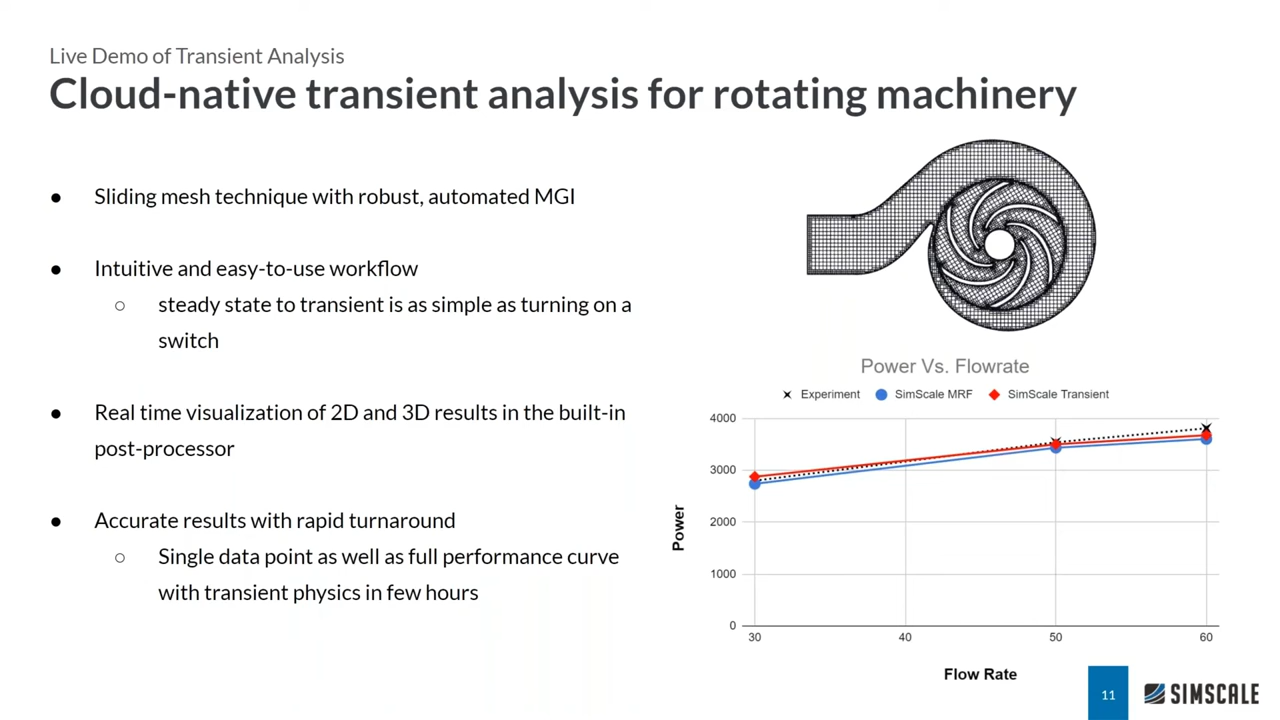 Live Demo of Transient Analysis
Cloud-native transient analysis for rotating machinery
● Sliding mesh technique with robust, automated MGI
● Intuitive and easy-to-use workflow
○ steady state to transient is as simple as turning on a
switch
● Real time visualization of 2D and 3D results in the built-in
post-processor
● Accurate results with rapid turnaround
○ Single data point as well as full performance curve
with transient physics in few hours
Power Vs. Flowrate
Experiment SimScale MRF SimScale Transient
4000
3000
2000
1000
0
Power
30 40 50 60
Flow Rate
11 SIMSCALE